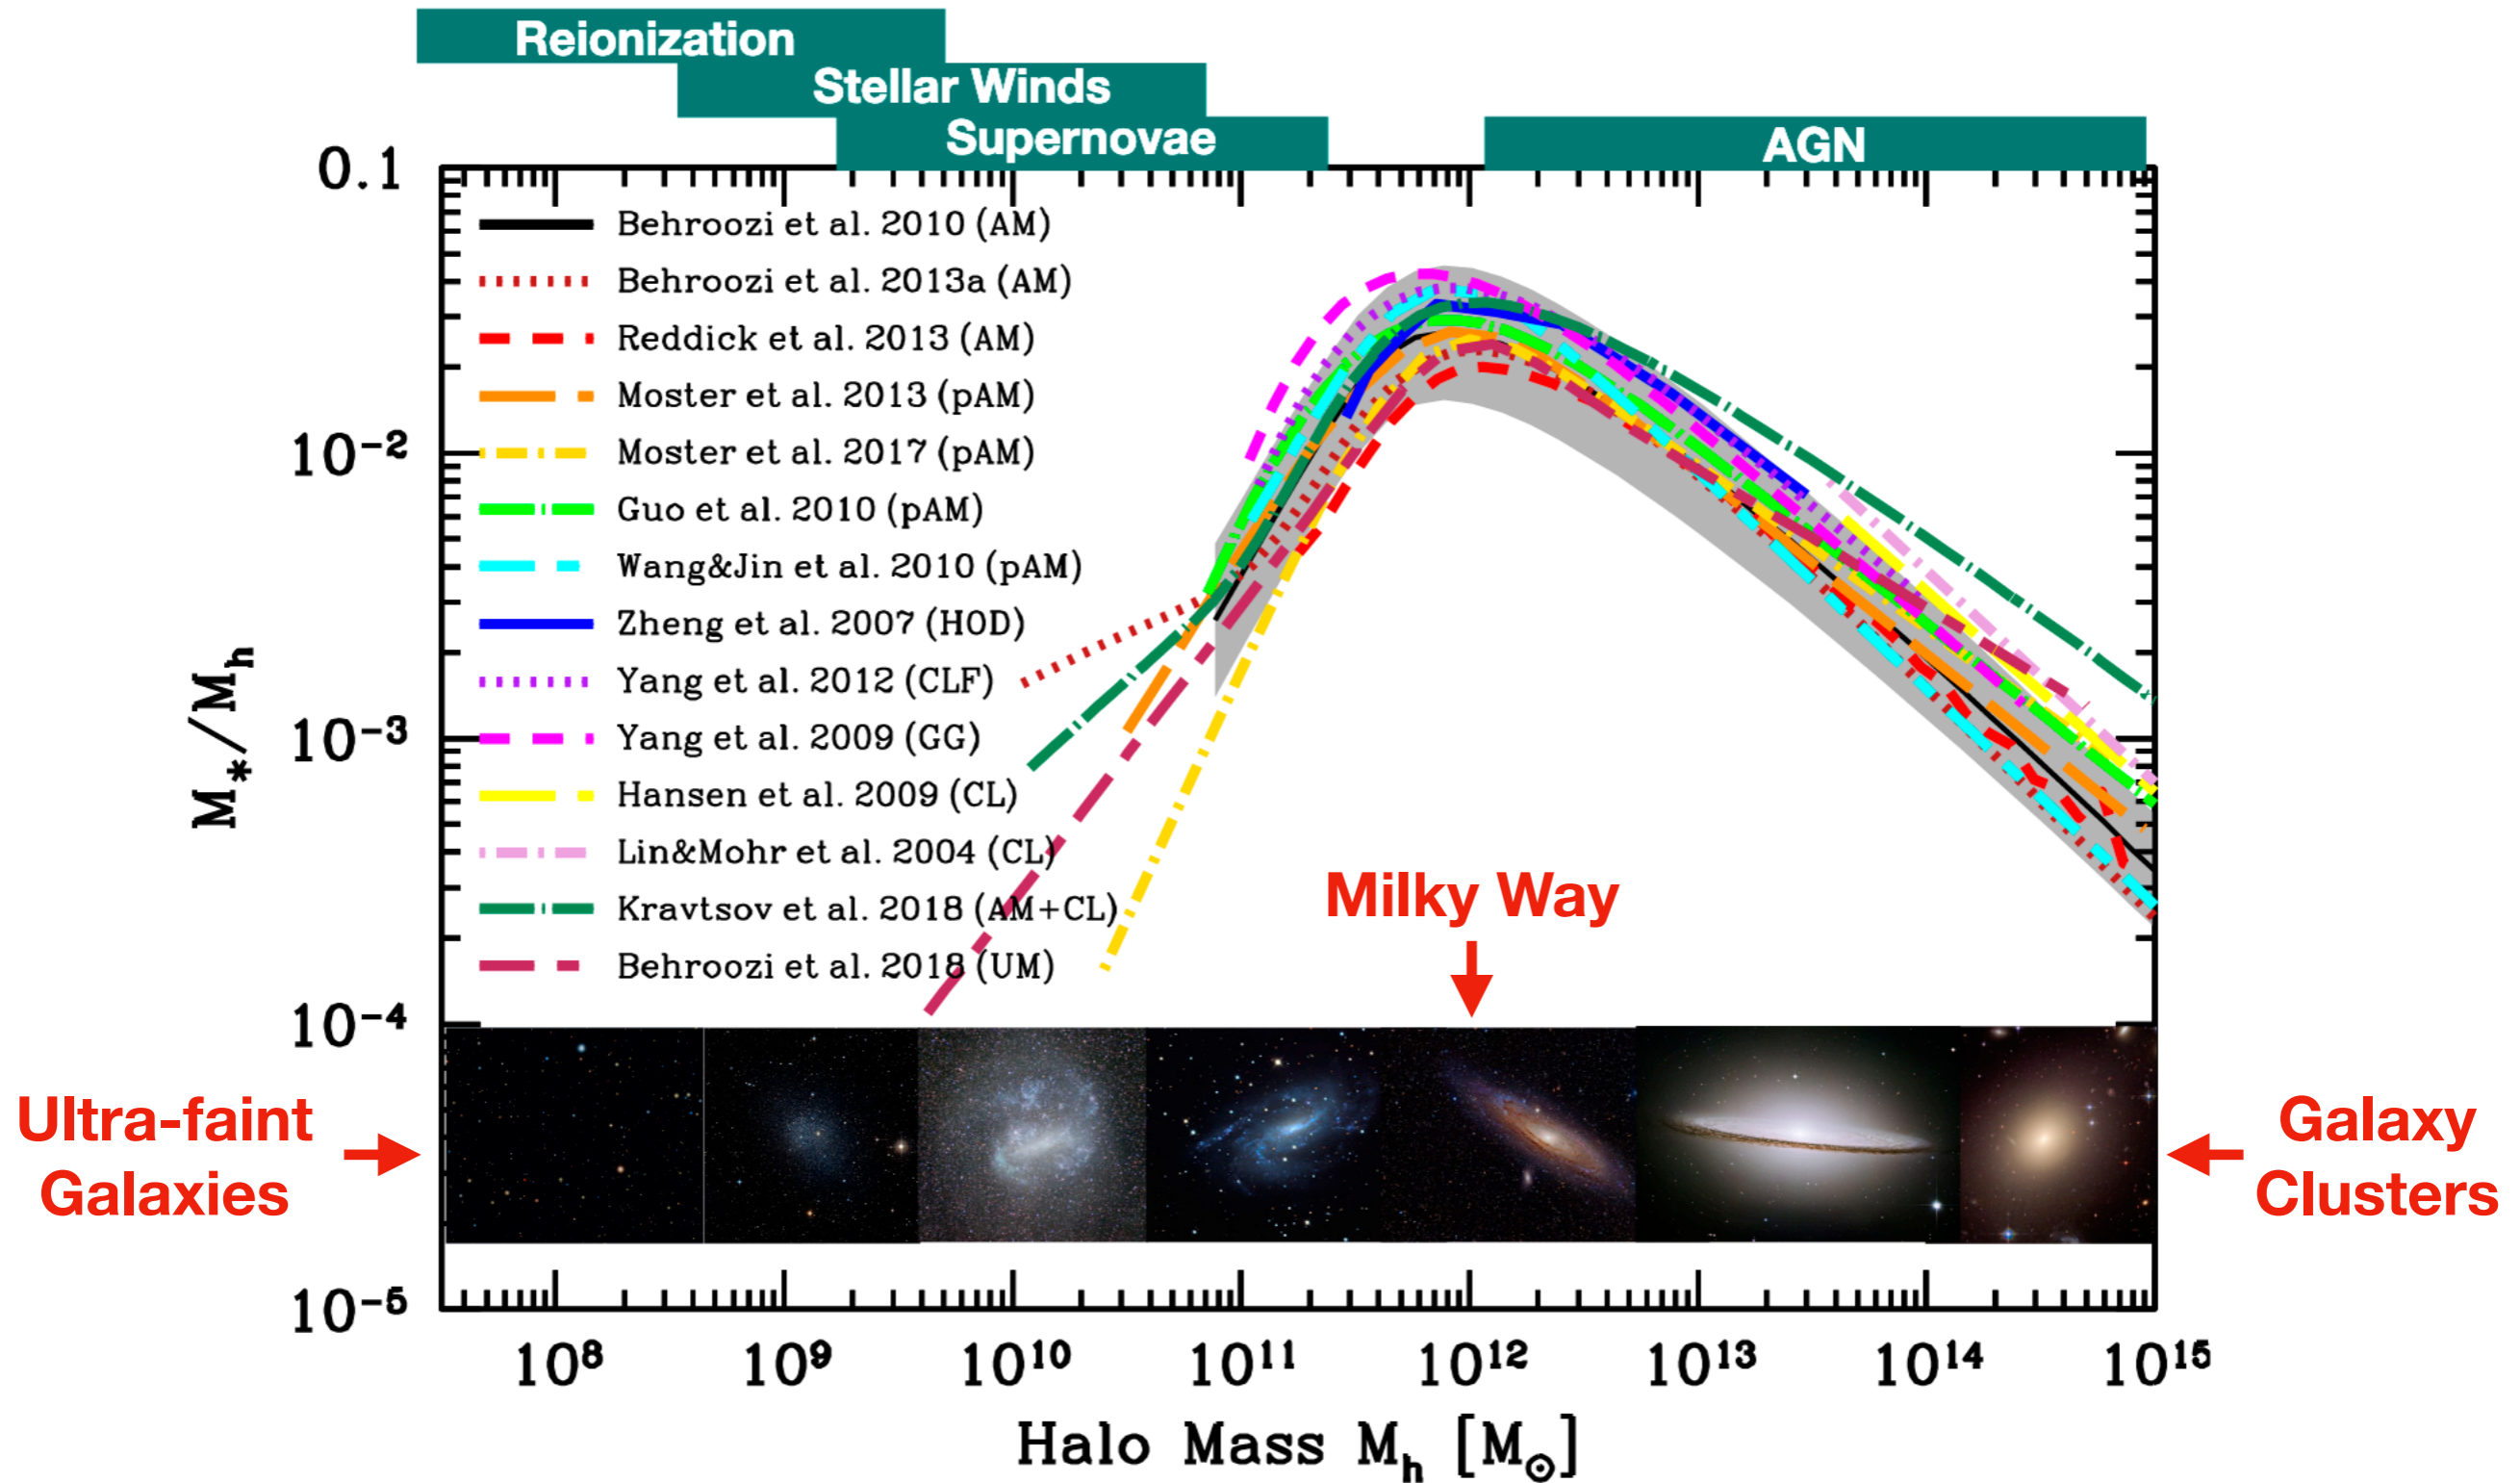 Reionization
Stellar Winds
Supernovae
AGN
0.1
10⁻²
10⁻³
10⁻⁴
10⁻⁵
M*/Mₕ
Behroozi et al. 2010 (AM)
Behroozi et al. 2013a (AM)
Reddick et al. 2013 (AM)
Moster et al. 2013 (pAM)
Moster et al. 2017 (pAM)
Guo et al. 2010 (pAM)
Wang&Jin et al. 2010 (pAM)
Zheng et al. 2007 (HOD)
Yang et al. 2012 (CLF)
Yang et al. 2009 (GG)
Hansen et al. 2009 (CL)
Lin&Mohr et al. 2004 (CL)
Kravtsov et al. 2018 (AM+CL)
Behroozi et al. 2018 (UM)
Milky Way
Ultra-faint
Galaxies
Galaxy
Clusters
10⁸ 10⁹ 10¹⁰ 10¹¹ 10¹² 10¹³ 10¹⁴ 10¹⁵
Halo Mass Mₕ [M☉]